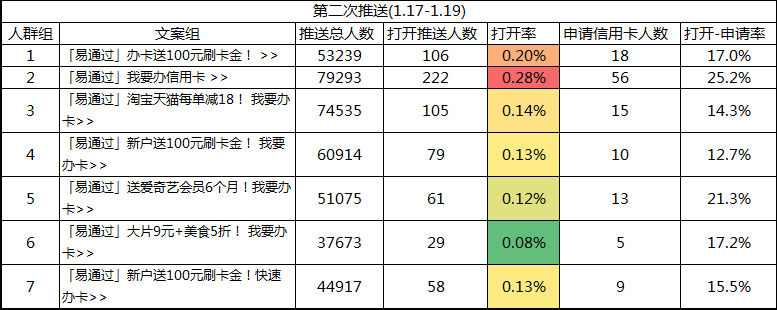 第二次推送(1.17-1.19)
人群组 文案组 推送总人数 打开推送人数 打开率 申请信用卡人数 打开-申请率
1 「易通过」办卡送100元刷卡金！ >> 53239 106 0.20% 18 17.0%
2 「易通过」我要办信用卡 >> 79293 222 0.28% 56 25.2%
3 「易通过」淘宝天猫每单减18！ 我要办
卡>> 74535 105 0.14% 15 14.3%
4 「易通过」新户送100元刷卡金！ 我要
办卡>> 60914 79 0.13% 10 12.7%
5 「易通过」送爱奇艺会员6个月！我要办
卡>> 51075 61 0.12% 13 21.3%
6 「易通过」大片9元+美食5折！ 我要办
卡>> 37673 29 0.08% 5 17.2%
7 「易通过」新户送100元刷卡金！快速
办卡>> 44917 58 0.13% 9 15.5%